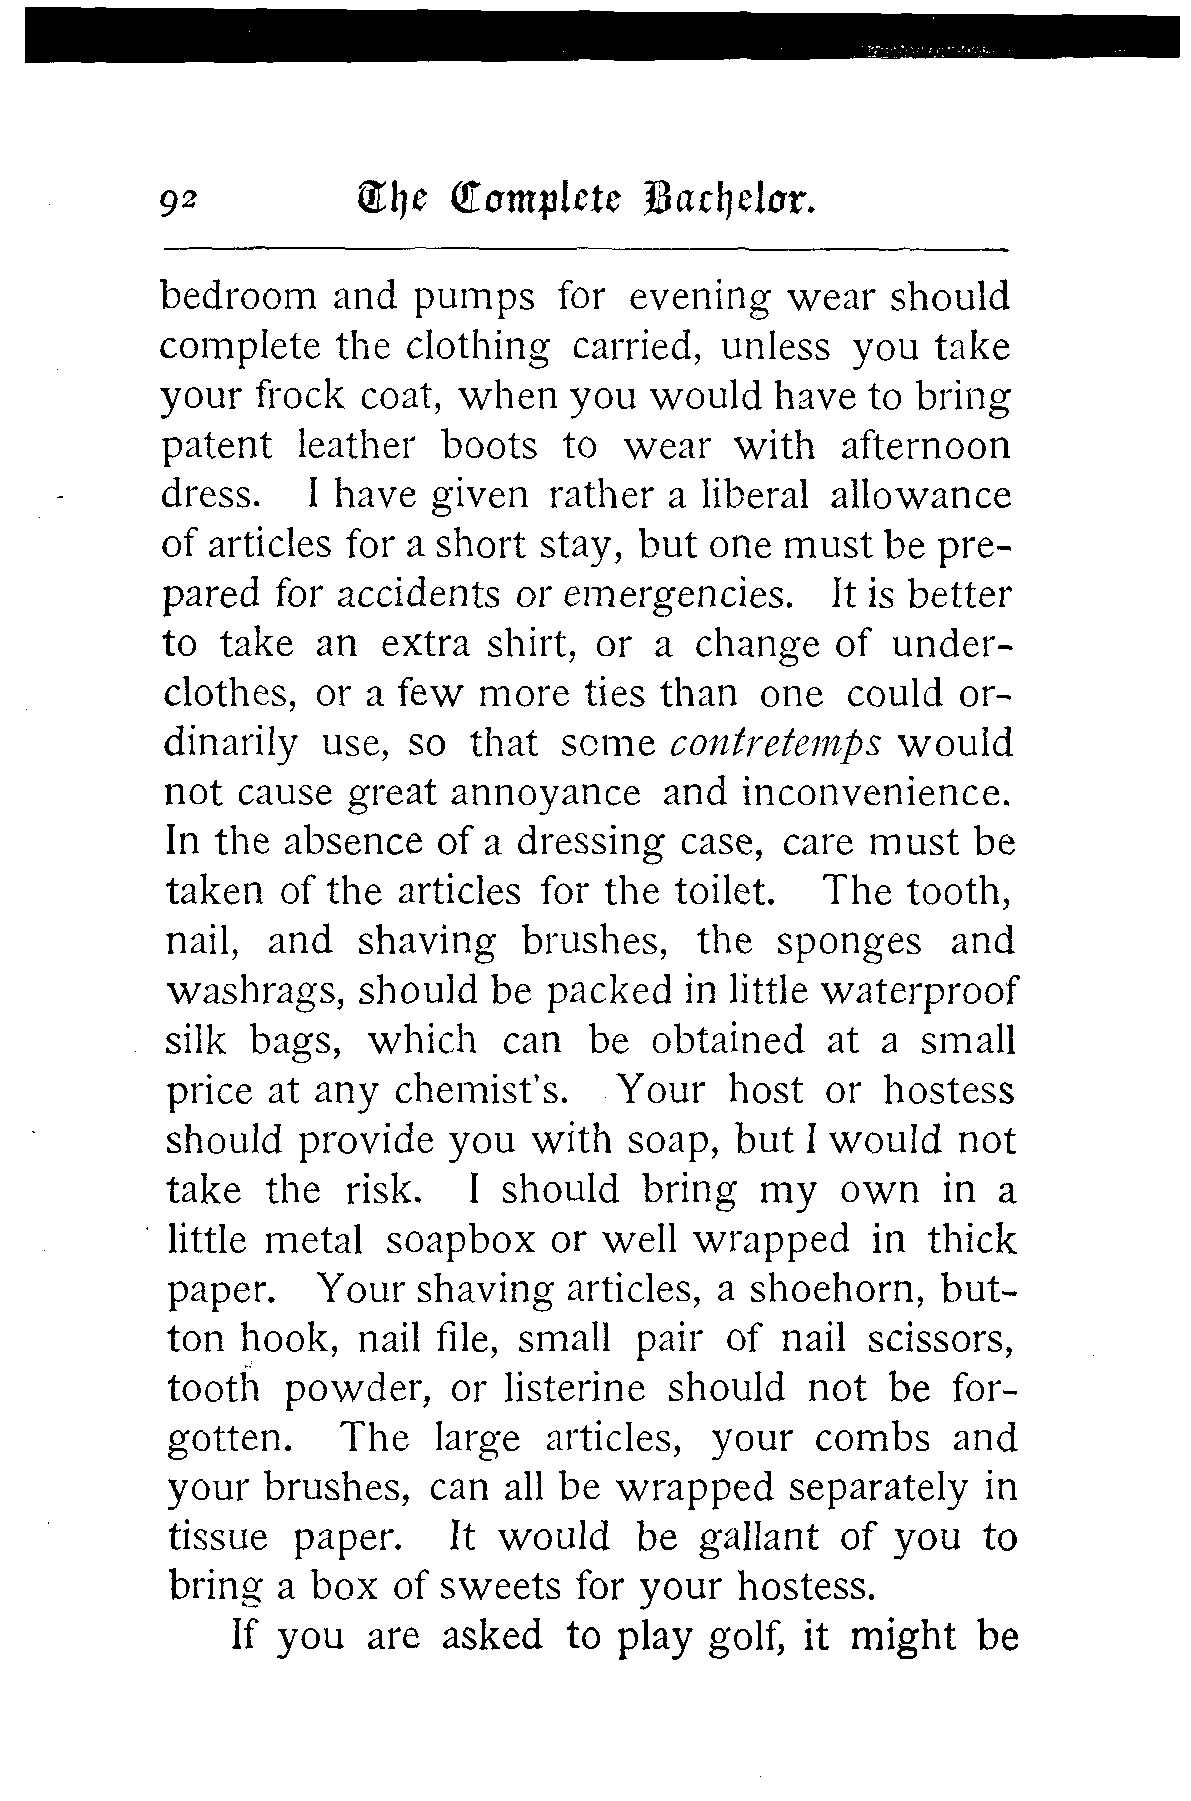 92 The Complete Bachelor.
bedroom and pumps for evening wear should
complete the clothing carried, unless you take
your frock coat, when you would have to bring
patent leather boots to wear with afternoon
dress. I have given rather a liberal allowance
of articles for a short stay, but one must be pre-
pared for accidents or emergencies. It is better
to take an extra shirt, or a change of under-
clothes, or a few more ties than one could or-
dinarily use, so that some contretemps would
not cause great annoyance and inconvenience.
In the absence of a dressing case, care must be
taken of the articles for the toilet. The tooth,
nail, and shaving brushes, the sponges and
washrags, should be packed in little waterproof
silk bags, which can be obtained at a small
price at any chemist's. Your host or hostess
should provide you with soap, but I would not
take the risk. I should bring my own in a
little metal soapbox or well wrapped in thick
paper. Your shaving articles, a shoehorn, but-
ton hook, nail file, small pair of nail scissors,
tooth powder, or listerine should not be for-
gotten. The large articles, your combs and
your brushes, can all be wrapped separately in
tissue paper. It would be gallant of you to
bring a box of sweets for your hostess.
If you are asked to play golf, it might be